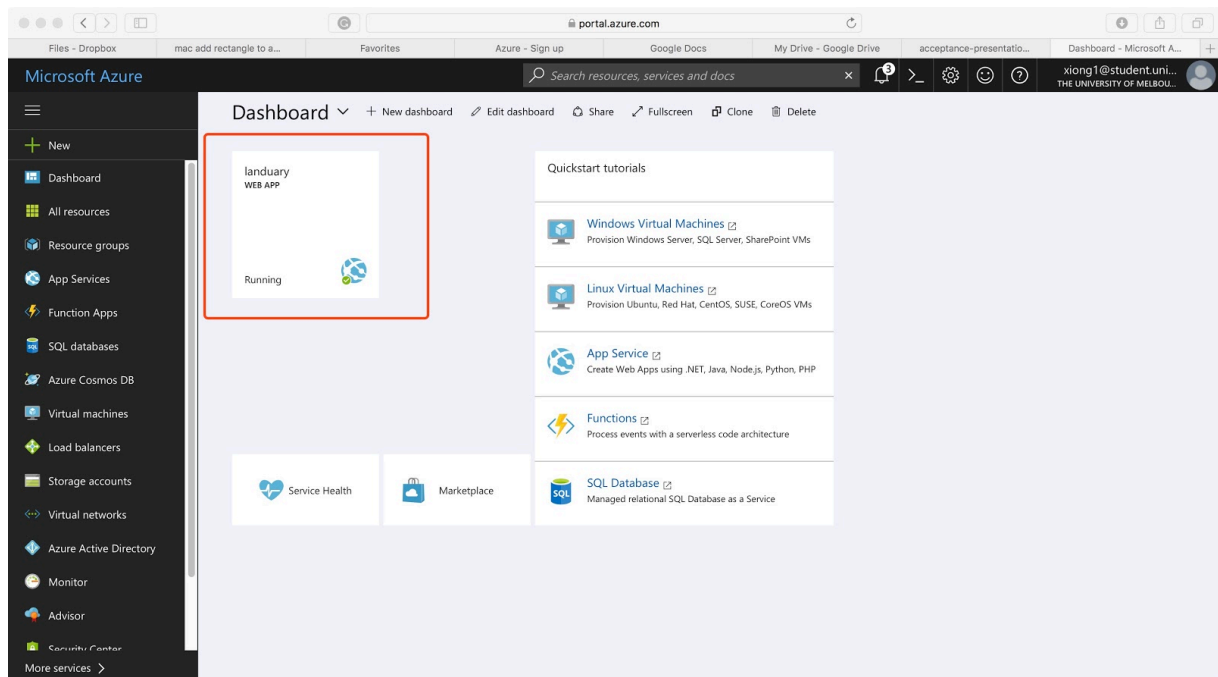 portal.azure.com
Files - Dropbox
mac add rectangle to a...
Favorites
Azure - Sign up
Google Docs
My Drive - Google Drive
acceptance-presentatio...
Dashboard - Microsoft A...
Microsoft Azure
Search resources, services and docs
3
xiong1@student.uni...
THE UNIVERSITY OF MELBOU...
Dashboard
New dashboard
Edit dashboard
Share
Fullscreen
Clone
Delete
New
Dashboard
All resources
Resource groups
App Services
Function Apps
SQL databases
Azure Cosmos DB
Virtual machines
Load balancers
Storage accounts
Virtual networks
Azure Active Directory
Monitor
Advisor
Security Center
More services
landuary
WEB APP
Running
Service Health
Marketplace
Quickstart tutorials
Windows Virtual Machines
Provision Windows Server, SQL Server, SharePoint VMs
Linux Virtual Machines
Provision Ubuntu, Red Hat, CentOS, SUSE, CoreOS VMs
App Service
Create Web Apps using .NET, Java, Node.js, Python, PHP
Functions
Process events with a serverless code architecture
SQL
SQL Database
Managed relational SQL Database as a Service